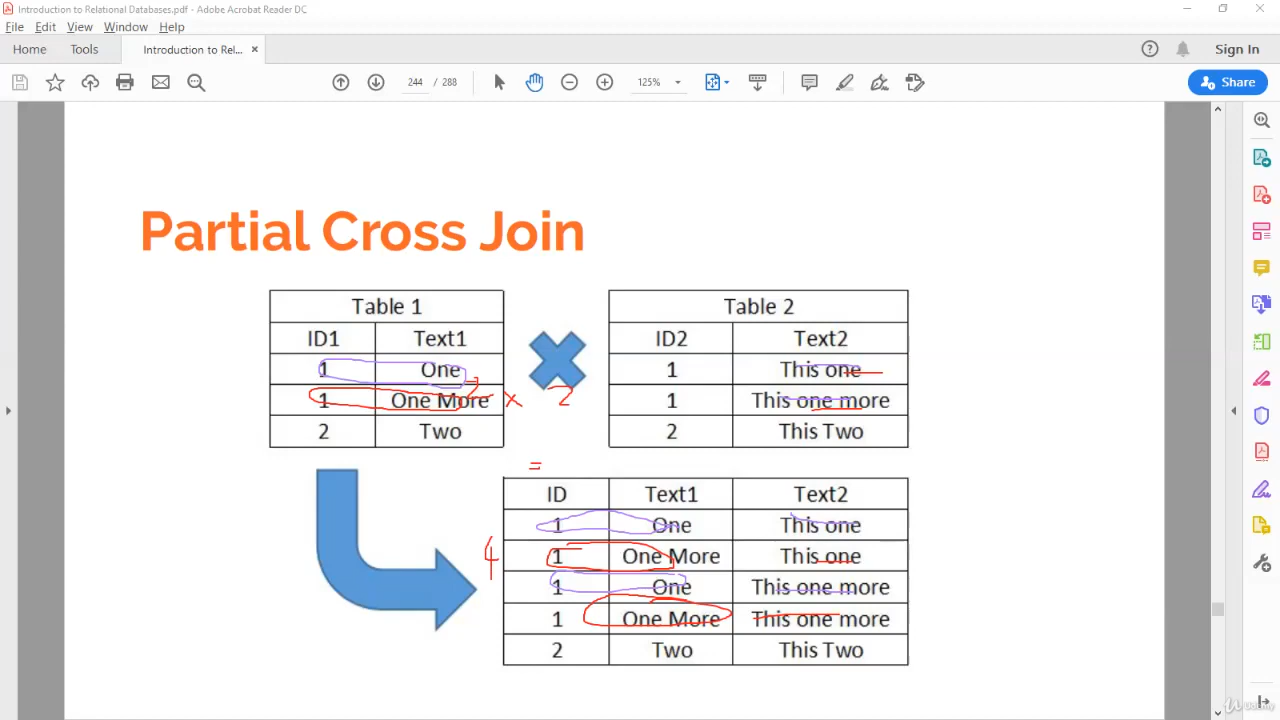 Introduction to Relational Databases.pdf - Adobe Acrobat Reader DC
File Edit View Window Help
Home Tools Introduction to Rel... × Sign In
244 / 288 125% Share
Partial Cross Join
Table 1
ID1 Text1
1 One
1 One More
2 Two
2 x 2
Table 2
ID2 Text2
1 This one
1 This one more
2 This Two
=
4
ID Text1 Text2
1 One This one
1 One More This one
1 One This one more
1 One More This one more
2 Two This Two
Udemy